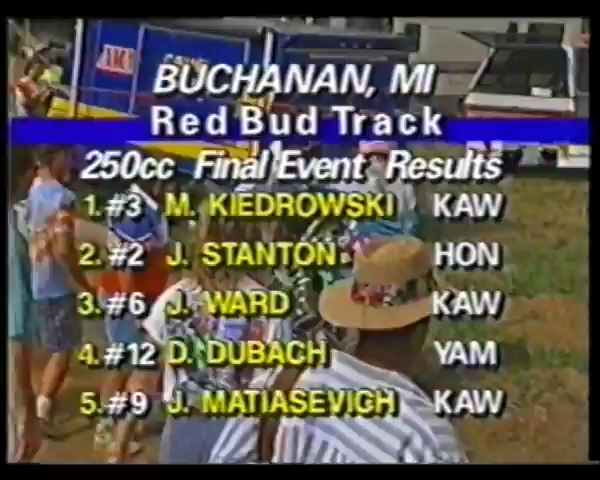 AMA
BUCHANAN, MI
Red Bud Track
250cc Final Event Results
1. #3 M. KIEDROWSKI KAW
2. #2 J. STANTON HON
3. #6 J. WARD KAW
4. #12 D. DUBACH YAM
5. #9 J. MATIASEVICH KAW